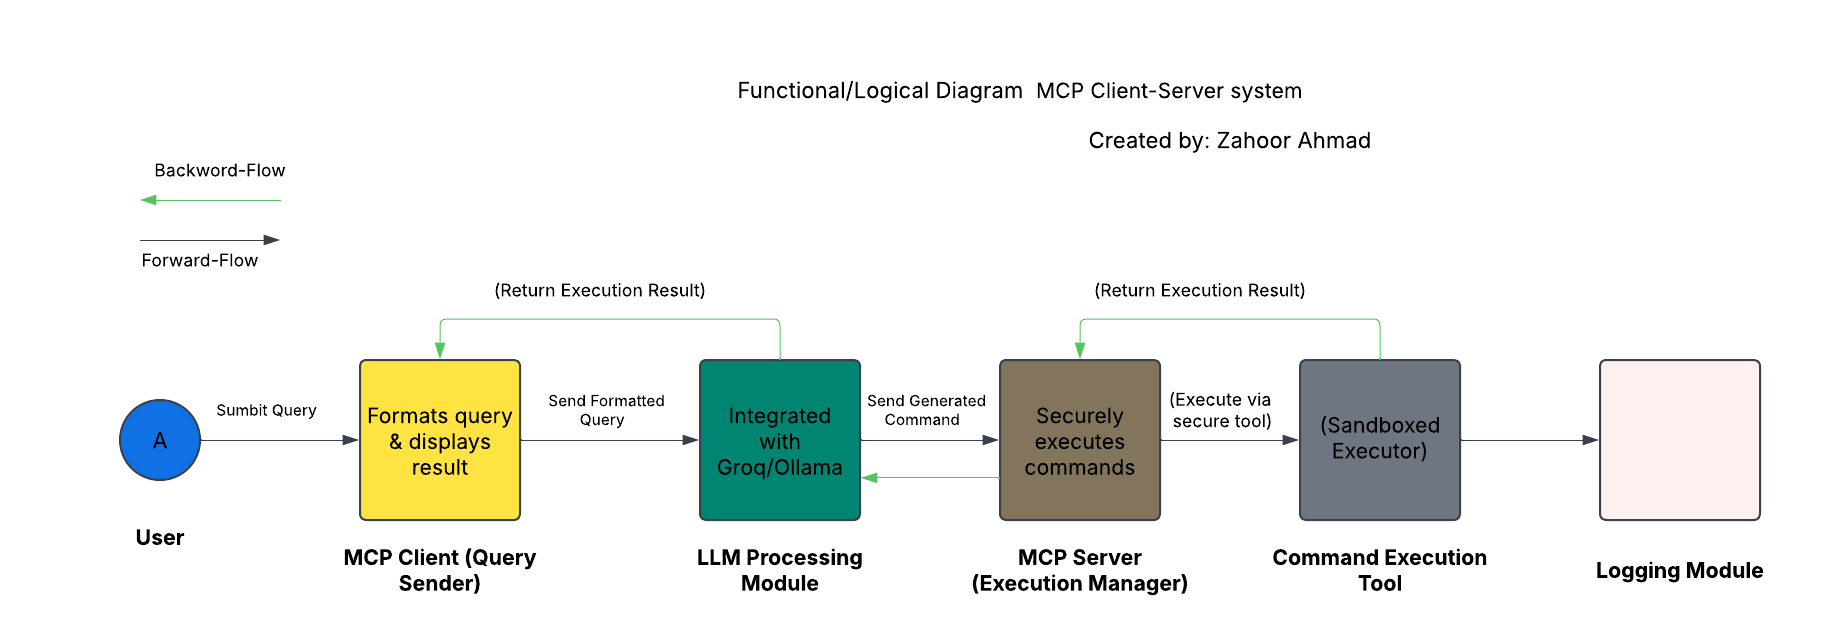 Functional/Logical Diagram  MCP Client-Server system
Created by: Zahoor Ahmad
Backword-Flow
Forward-Flow
(Return Execution Result)
(Return Execution Result)
A
Sumbit Query
Formats query
& displays
result
Send Formatted
Query
Integrated
with
Groq/Ollama
Send Generated
Command
Securely
executes
commands
(Execute via
secure tool)
(Sandboxed
Executor)
User
MCP Client (Query
Sender)
LLM Processing
Module
MCP Server
(Execution Manager)
Command Execution
Tool
Logging Module